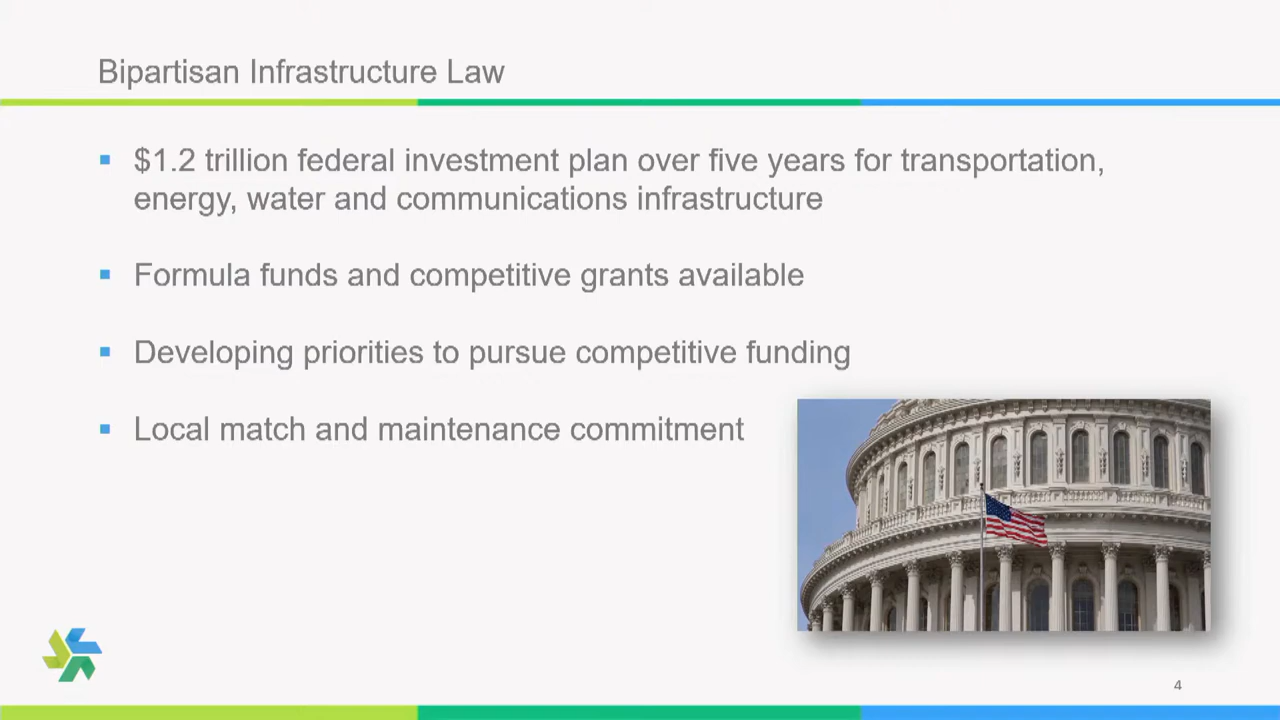 Bipartisan Infrastructure Law
$1.2 trillion federal investment plan over five years for transportation,
energy, water and communications infrastructure
Formula funds and competitive grants available
Developing priorities to pursue competitive funding
Local match and maintenance commitment
4